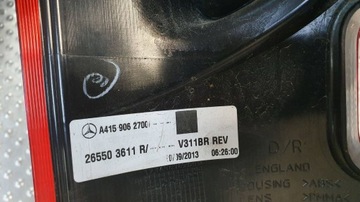 A415 906 2700
26550 3611 R/ V311BR REV
/09/2013 06:26:00
D/R
ENGLAND